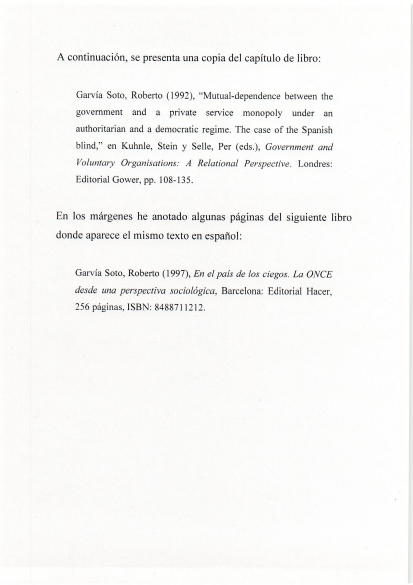 A continuación, se presenta una copia del capítulo de libro:
Garvía Soto, Roberto (1992), “Mutual-dependence between the
government and a private service monopoly under an
authoritarian and a democratic regime. The case of the Spanish
blind,” en Kuhnle, Stein y Selle, Per (eds.), Government and
Voluntary Organisations: A Relational Perspective. Londres:
Editorial Gower, pp. 108-135.
En los márgenes he anotado algunas páginas del siguiente libro
donde aparece el mismo texto en español:
Garvía Soto, Roberto (1997), En el país de los ciegos. La ONCE
desde una perspectiva sociológica, Barcelona: Editorial Hacer,
256 páginas, ISBN: 8488711212.